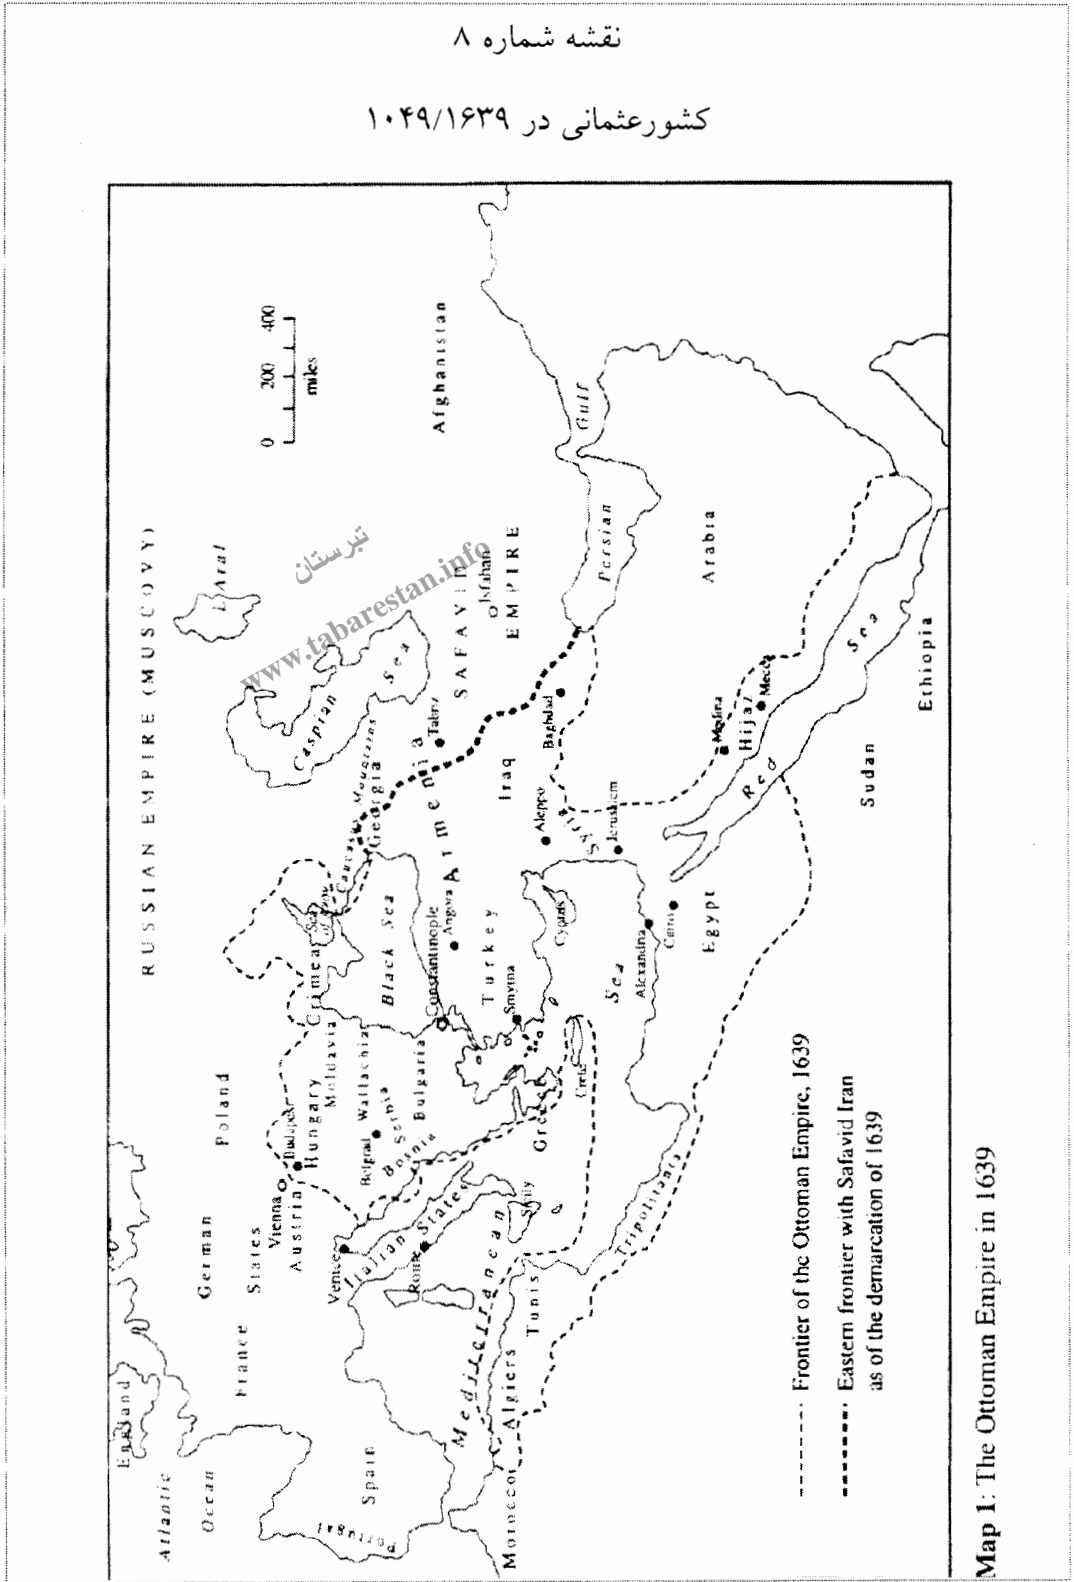 نقشه شماره ۸
کشورعثمانی در ۱۰۴۹/۱۶۳۹
RUSSIAN EMPIRE (MUSCOVY)
England
Atlantic
Ocean
German
States
Poland
France
Spain
Portugal
Morocco
Algiers
Tunis
Tripolitania
Mediterranean
Sea
Vienna
Austria
Budapest
Hungary
Moldavia
Wallachia
Belgrad
Serbia
Bosnia
Bulgaria
Venice
Italian States
Rome
Sicily
Greece
Crete
Crimea
Sea of Azov
Black Sea
Constantinople
Angora
Turkey
Smyrna
Cyprus
Caucasus Mountains
Georgia
Armenia
Caspian
Sea
L. Aral
0 200 400
miles
تبرستان
www.tabarestan.info
Tabriz
SAFAVID
EMPIRE
Isfahan
Afghanistan
Iraq
Baghdad
Aleppo
Syria
Jerusalem
Alexandria
Cairo
Egypt
Persian
Gulf
Arabia
Medina
Hijaz
Mecca
Red
Sea
Sudan
Ethiopia
Frontier of the Ottoman Empire, 1639
Eastern frontier with Safavid Iran
as of the demarcation of 1639
Map 1: The Ottoman Empire in 1639